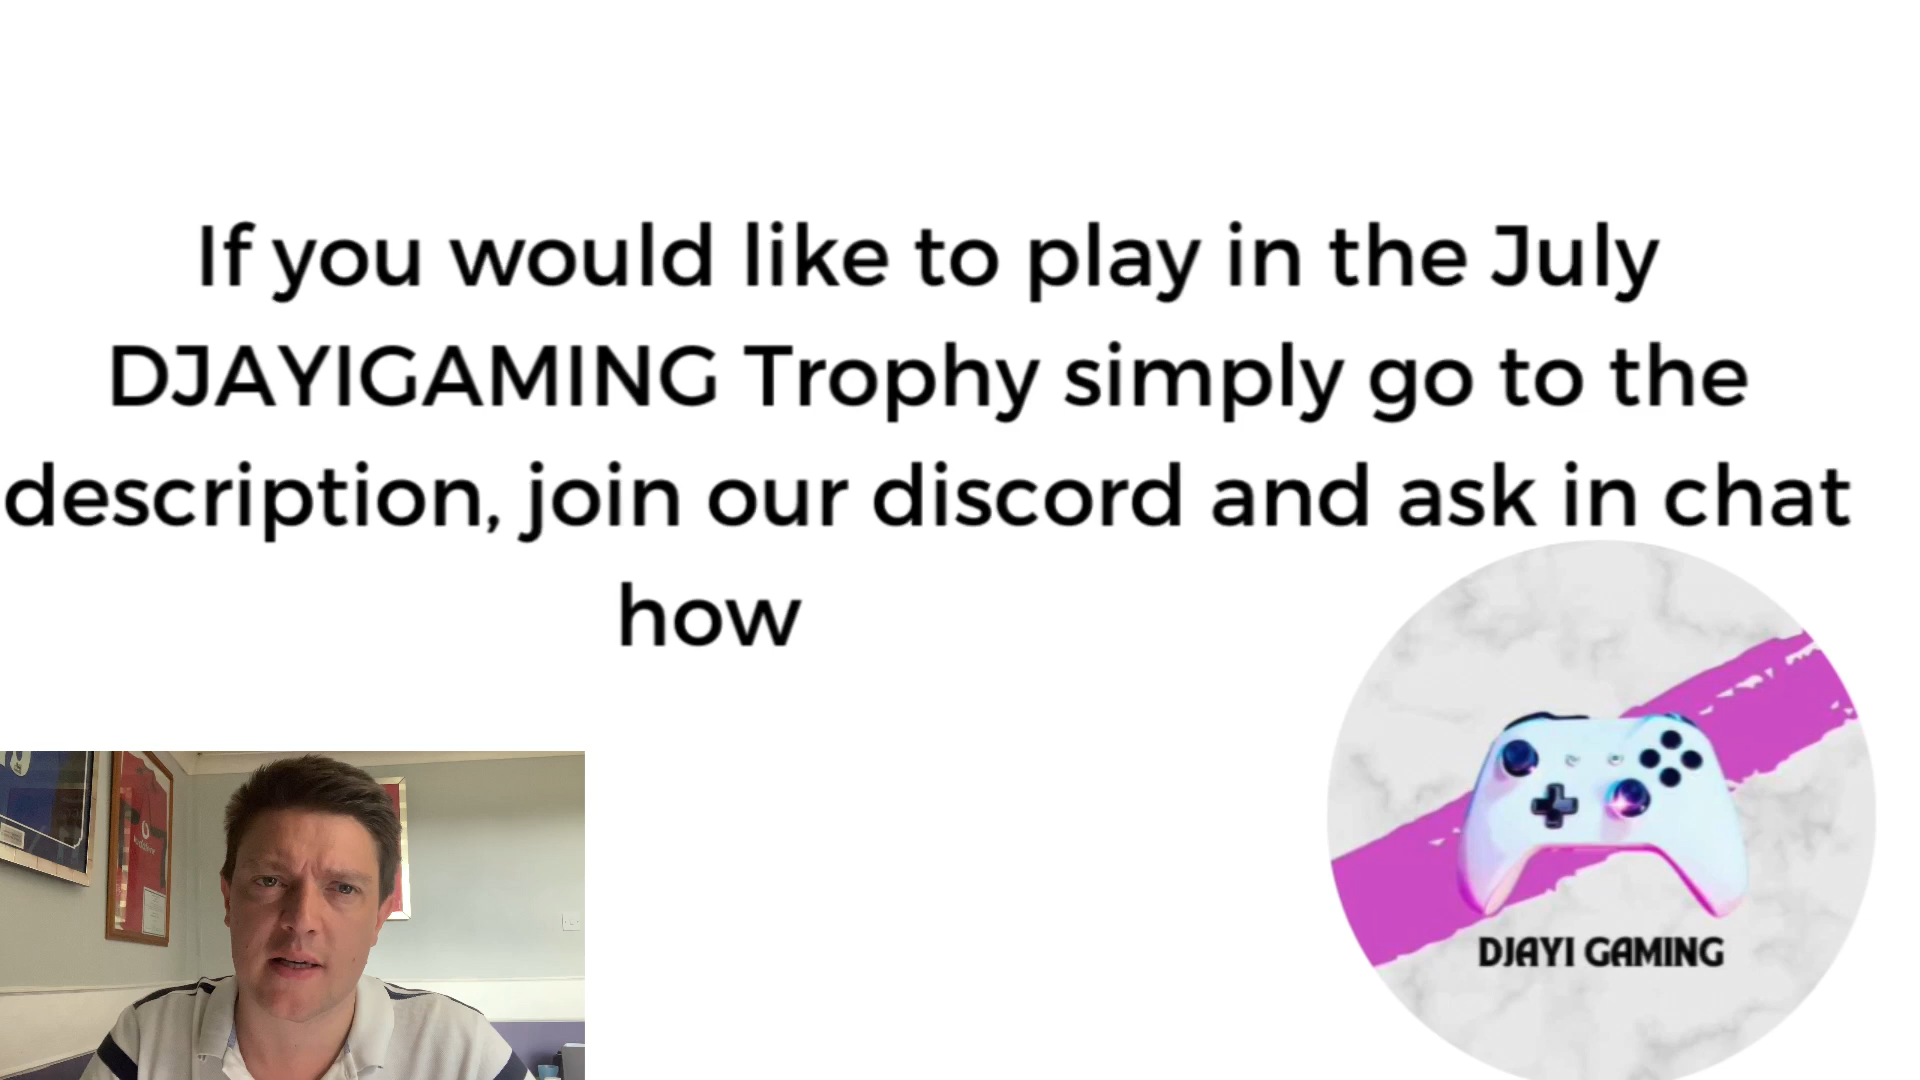 If you would like to play in the July
DJAYIGAMING Trophy simply go to the
description, join our discord and ask in chat
how
vodafone
DJAYI GAMING